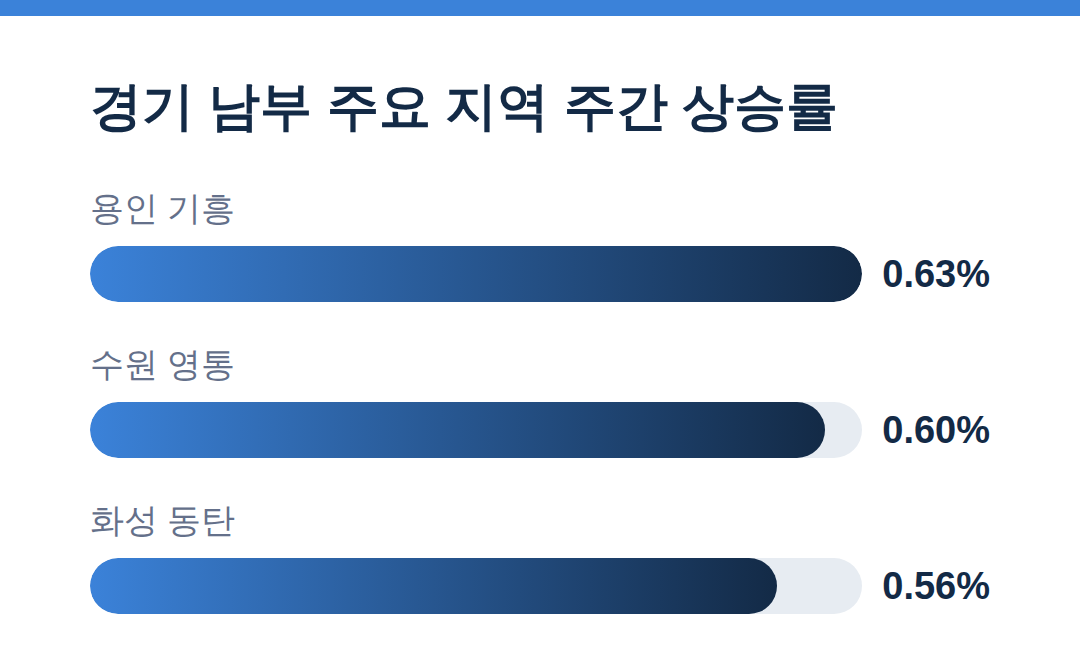 경기 남부 주요 지역 주간 상승률
용인 기흥
0.63%
수원 영통
0.60%
화성 동탄
0.56%